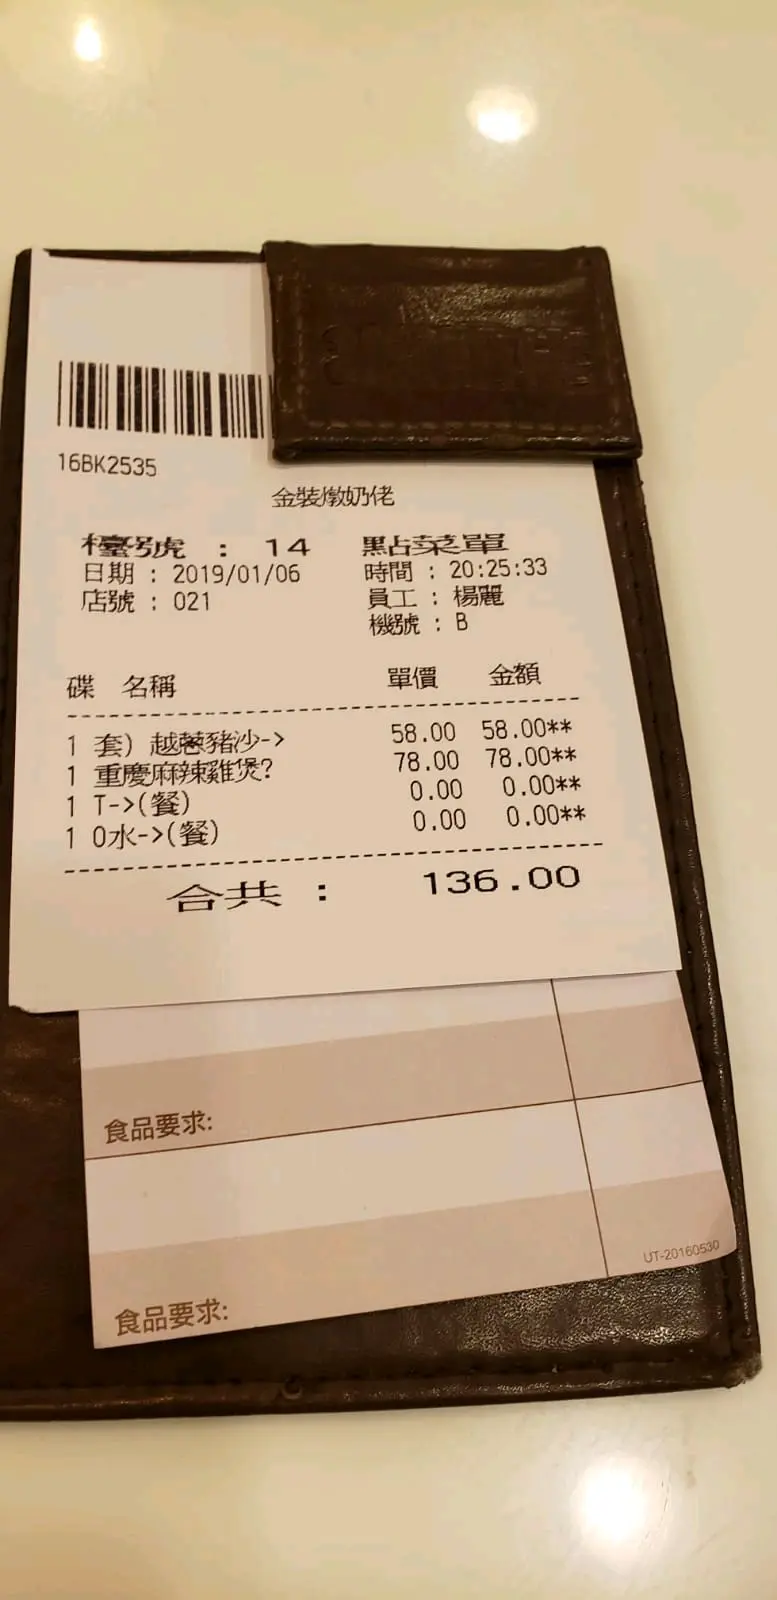 16BK2535
金裝燉奶佬
檯號 : 14 點菜單
日期 : 2019/01/06 時間 : 20:25:33
店號 : 021 員工 : 楊麗
機號 : B
碟 名稱 單價 金額
1 套) 越蔥豬沙-> 58.00 58.00**
1 重慶麻辣雞煲? 78.00 78.00**
1 T->(餐) 0.00 0.00**
1 O水->(餐) 0.00 0.00**
合共 : 136.00
食品要求:
食品要求:
UT-20160530